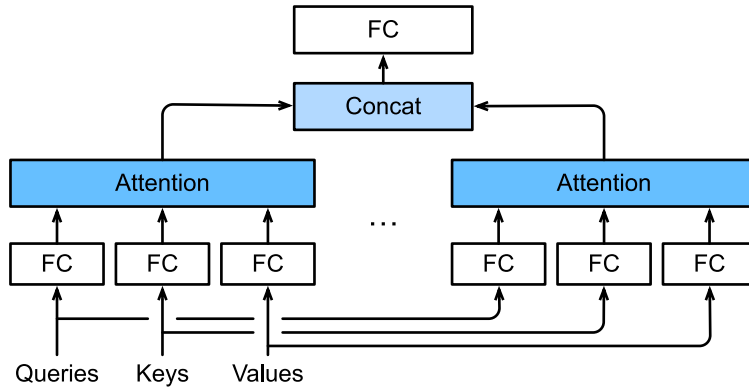 FC
Concat
Attention Attention
...
FC FC FC FC FC FC
Queries Keys Values